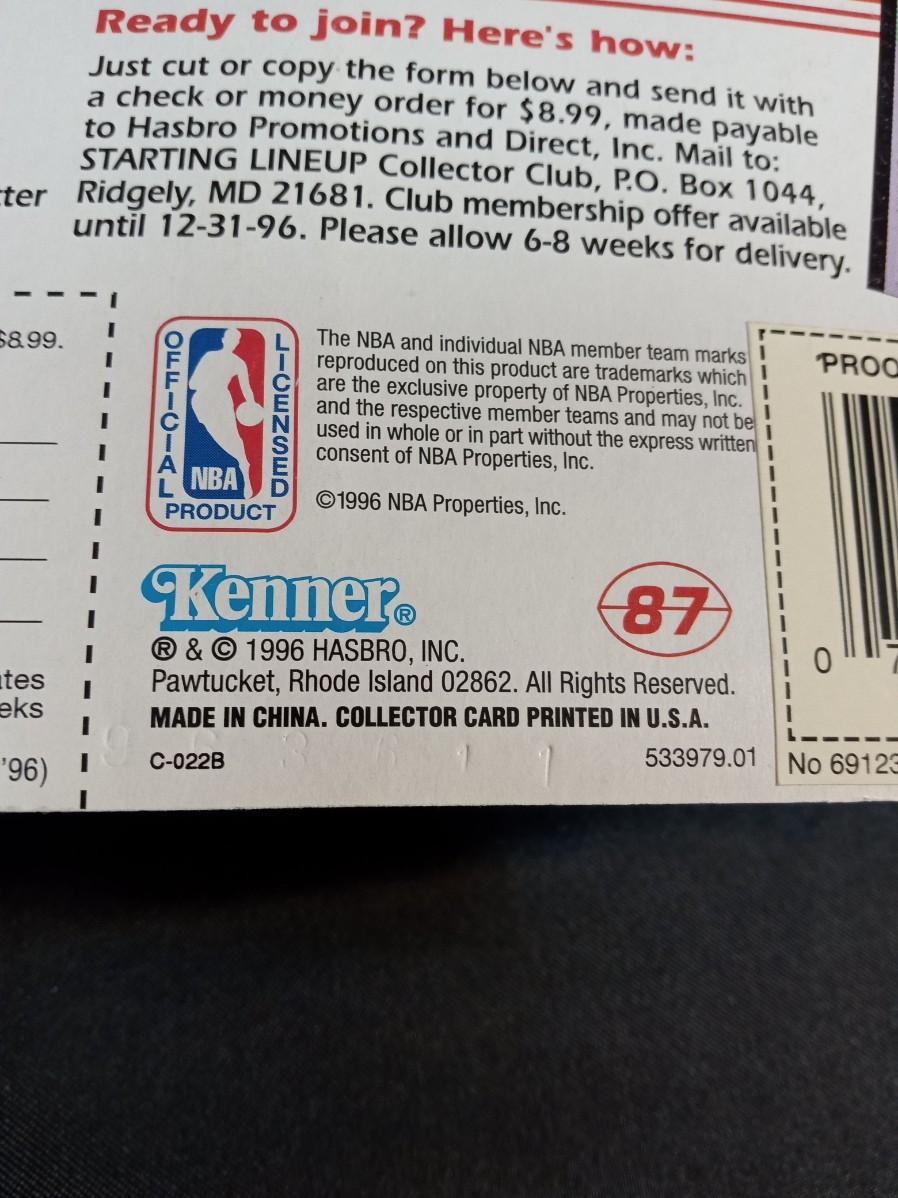 Ready to join? Here's how:
Just cut or copy the form below and send it with
a check or money order for $8.99, made payable
to Hasbro Promotions and Direct, Inc. Mail to:
STARTING LINEUP Collector Club, P.O. Box 1044,
Ridgely, MD 21681. Club membership offer available
until 12-31-96. Please allow 6-8 weeks for delivery.
$8.99.
'96)
OFFICIAL
LICENSED
NBA
PRODUCT
The NBA and individual NBA member team marks
reproduced on this product are trademarks which
are the exclusive property of NBA Properties, Inc.
and the respective member teams and may not be
used in whole or in part without the express written
consent of NBA Properties, Inc.
©1996 NBA Properties, Inc.
Kenner®
87
® & © 1996 HASBRO, INC.
Pawtucket, Rhode Island 02862. All Rights Reserved.
MADE IN CHINA. COLLECTOR CARD PRINTED IN U.S.A.
C-022B
533979.01
0
No 69123